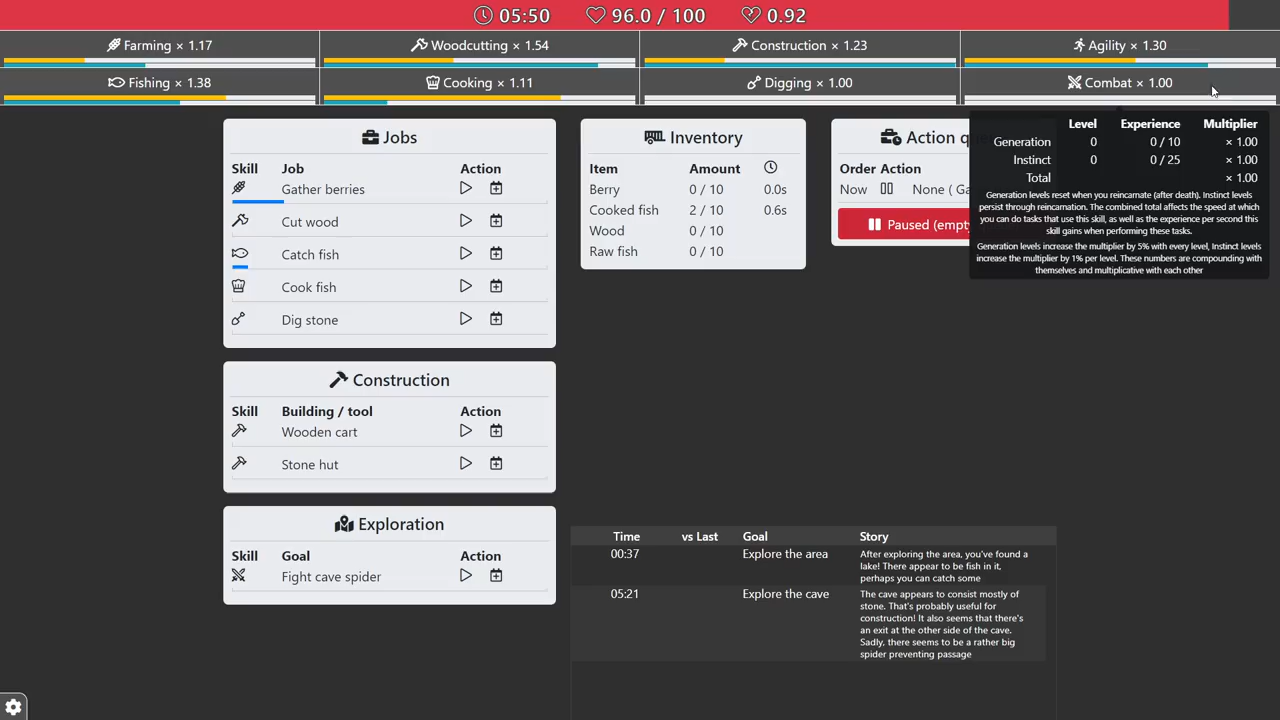 05:50 96.0 / 100 0.92
Farming × 1.17 Woodcutting × 1.54 Construction × 1.23 Agility × 1.30
Fishing × 1.38 Cooking × 1.11 Digging × 1.00 Combat × 1.00
Jobs
Skill Job Action
Gather berries
Cut wood
Catch fish
Cook fish
Dig stone
Construction
Skill Building / tool Action
Wooden cart
Stone hut
Exploration
Skill Goal Action
Fight cave spider
Inventory
Item Amount
Berry 0 / 10 0.0s
Cooked fish 2 / 10 0.6s
Wood 0 / 10
Raw fish 0 / 10
Action
Order Action
Now None ( Ga
Paused (empty
Level Experience Multiplier
Generation 0 0 / 10 × 1.00
Instinct 0 0 / 25 × 1.00
Total × 1.00
Generation levels reset when you reincarnate (after death). Instinct levels
persist through reincarnation. The combined total affects the speed at which
you can do tasks that use this skill, as well as the experience per second this
skill gains when performing these tasks.
Generation levels increase the multiplier by 5% with every level, Instinct levels
increase the multiplier by 1% per level. These numbers are compounding with
themselves and multiplicative with each other
Time vs Last Goal Story
00:37 Explore the area After exploring the area, you've found a
lake! There appear to be fish in it,
perhaps you can catch some
05:21 Explore the cave The cave appears to consist mostly of
stone. That's probably useful for
construction! It also seems that there's
an exit at the other side of the cave.
Sadly, there seems to be a rather big
spider preventing passage